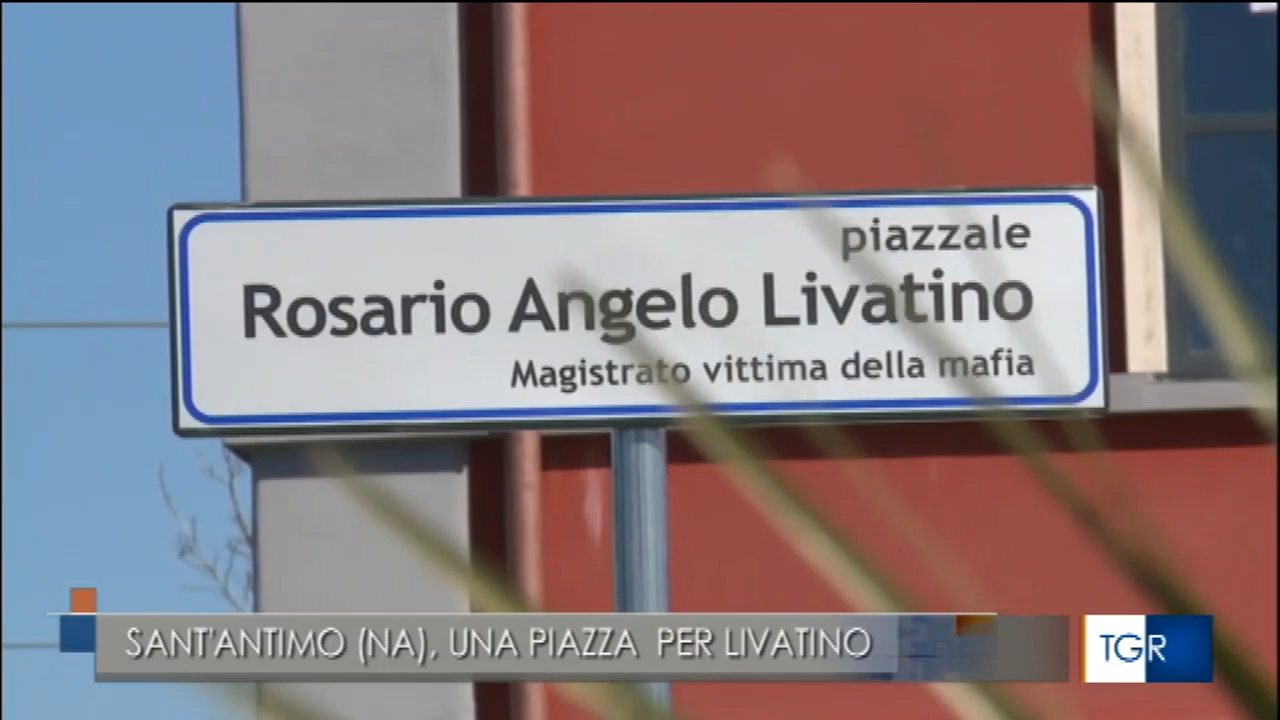 piazzale
Rosario Angelo Livatino
Magistrato vittima della mafia
SANT'ANTIMO (NA), UNA PIAZZA PER LIVATINO
TGR